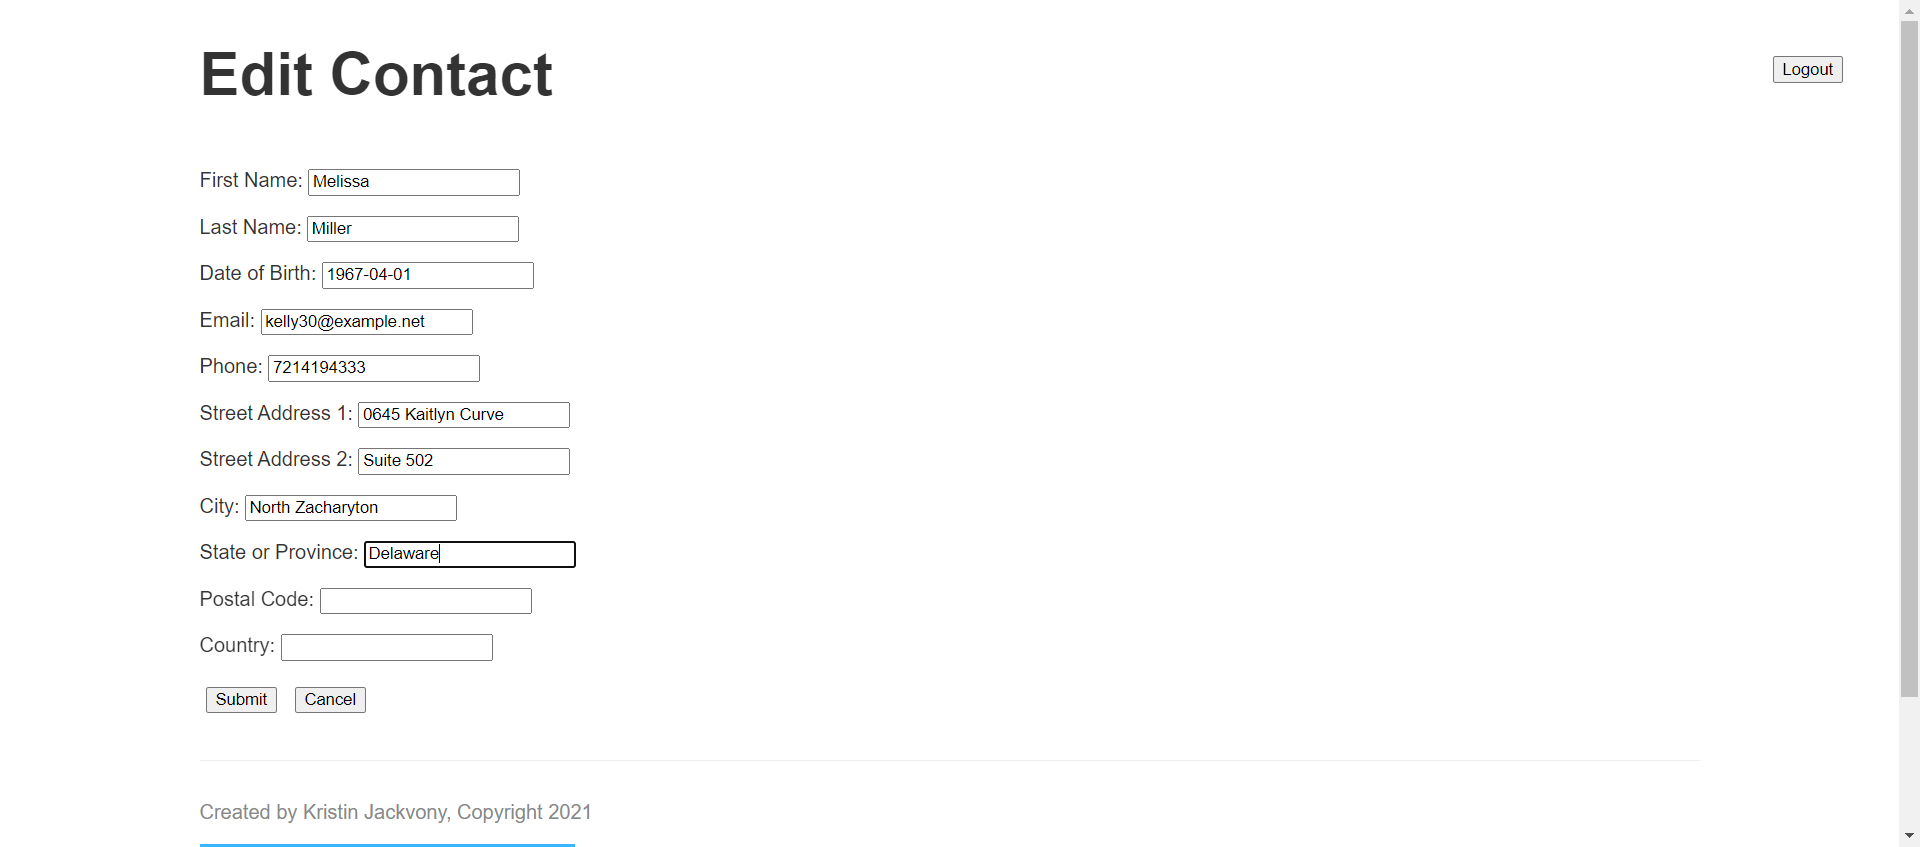 Edit Contact
Logout
First Name: Melissa
Last Name: Miller
Date of Birth: 1967-04-01
Email: kelly30@example.net
Phone: 7214194333
Street Address 1: 0645 Kaitlyn Curve
Street Address 2: Suite 502
City: North Zacharyton
State or Province: Delaware
Postal Code:
Country:
Submit Cancel
Created by Kristin Jackvony, Copyright 2021